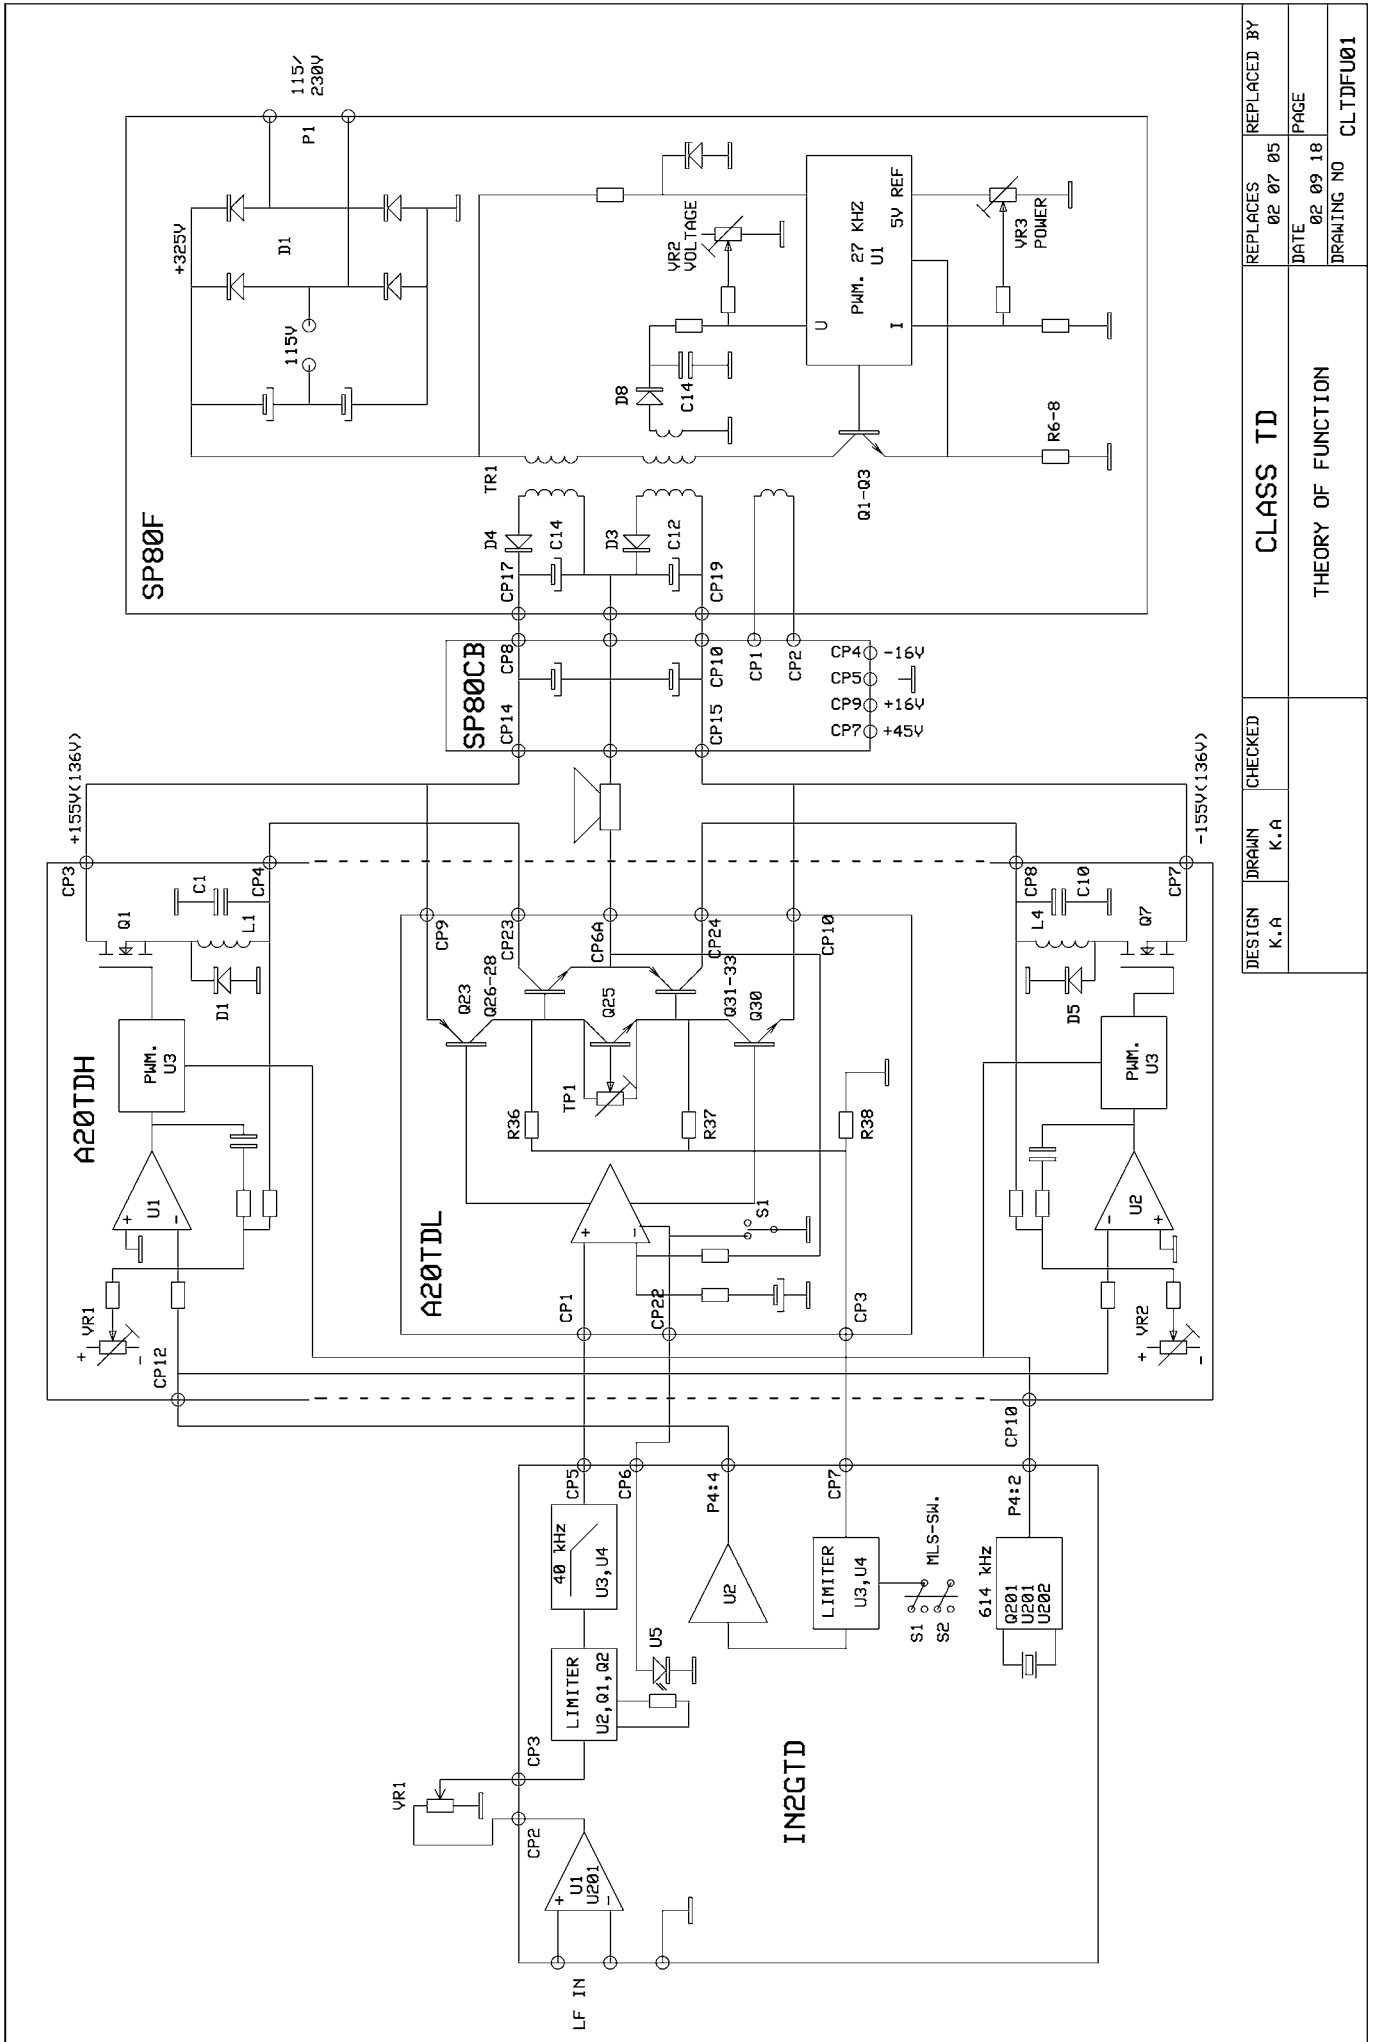 SP80F
+325V
D1
115V
P1
115/
230V
TR1
D8
C14
VR2
VOLTAGE
PWM. 27 KHZ
U1
U
I
5V REF
VR3
POWER
Q1-Q3
R6-8
D4
C14
D3
C12
CP17
CP19
SP80CB
CP8
CP10
CP14
CP15
CP1
CP2
CP4
-16V
CP5
CP9
+16V
CP7
+45V
+155V(136V)
-155V(136V)
A20TDH
CP3
Q1
C1
CP4
L1
D1
PWM.
U3
U1
+
-
VR1
+
-
CP12
A20TDL
CP9
Q23
Q26-28
CP23
CP6A
Q25
CP24
Q31-33
Q30
CP10
TP1
R36
R37
R38
S1
+
-
CP1
CP22
CP3
CP8
C10
L4
CP7
Q7
D5
PWM.
U3
U2
-
+
VR2
+
-
CP10
IN2GTD
CP5
CP6
P4:4
CP7
P4:2
40 kHz
U3,U4
LIMITER
U2,Q1,Q2
U5
U2
LIMITER
U3,U4
MLS-SW.
S1
S2
614 kHz
Q201
U201
U202
VR1
CP3
CP2
U1
U201
+
-
LF IN
DESIGN
K.A
DRAWN
K.A
CHECKED
CLASS TD
THEORY OF FUNCTION
REPLACES
02 07 05
REPLACED BY
DATE
02 09 18
PAGE
DRAWING NO
CLTDFU01